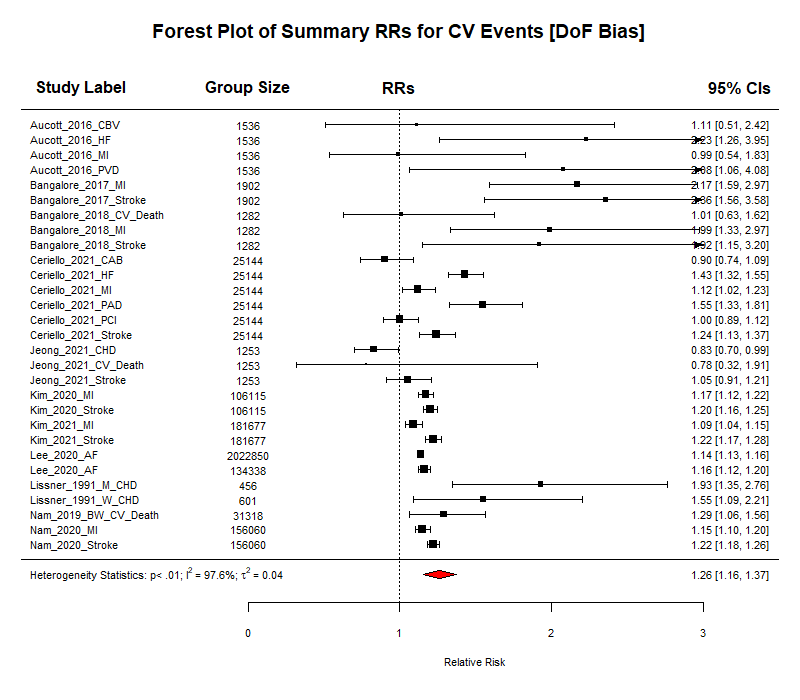 Forest Plot of Summary RRs for CV Events [DoF Bias]
Study Label Group Size RRs 95% CIs
Aucott_2016_CBV 1536 1.11 [0.51, 2.42]
Aucott_2016_HF 1536 2.23 [1.26, 3.95]
Aucott_2016_MI 1536 0.99 [0.54, 1.83]
Aucott_2016_PVD 1536 2.08 [1.06, 4.08]
Bangalore_2017_MI 1902 2.17 [1.59, 2.97]
Bangalore_2017_Stroke 1902 2.36 [1.56, 3.58]
Bangalore_2018_CV_Death 1282 1.01 [0.63, 1.62]
Bangalore_2018_MI 1282 1.99 [1.33, 2.97]
Bangalore_2018_Stroke 1282 1.92 [1.15, 3.20]
Ceriello_2021_CAB 25144 0.90 [0.74, 1.09]
Ceriello_2021_HF 25144 1.43 [1.32, 1.55]
Ceriello_2021_MI 25144 1.12 [1.02, 1.23]
Ceriello_2021_PAD 25144 1.55 [1.33, 1.81]
Ceriello_2021_PCI 25144 1.00 [0.89, 1.12]
Ceriello_2021_Stroke 25144 1.24 [1.13, 1.37]
Jeong_2021_CHD 1253 0.83 [0.70, 0.99]
Jeong_2021_CV_Death 1253 0.78 [0.32, 1.91]
Jeong_2021_Stroke 1253 1.05 [0.91, 1.21]
Kim_2020_MI 106115 1.17 [1.12, 1.22]
Kim_2020_Stroke 106115 1.20 [1.16, 1.25]
Kim_2021_MI 181677 1.09 [1.04, 1.15]
Kim_2021_Stroke 181677 1.22 [1.17, 1.28]
Lee_2020_AF 2022850 1.14 [1.13, 1.16]
Lee_2020_AF 134338 1.16 [1.12, 1.20]
Lissner_1991_M_CHD 456 1.93 [1.35, 2.76]
Lissner_1991_W_CHD 601 1.55 [1.09, 2.21]
Nam_2019_BW_CV_Death 31318 1.29 [1.06, 1.56]
Nam_2020_MI 156060 1.15 [1.10, 1.20]
Nam_2020_Stroke 156060 1.22 [1.18, 1.26]
Heterogeneity Statistics: p< .01; I² = 97.6%; τ² = 0.04 1.26 [1.16, 1.37]
0 1 2 3
Relative Risk